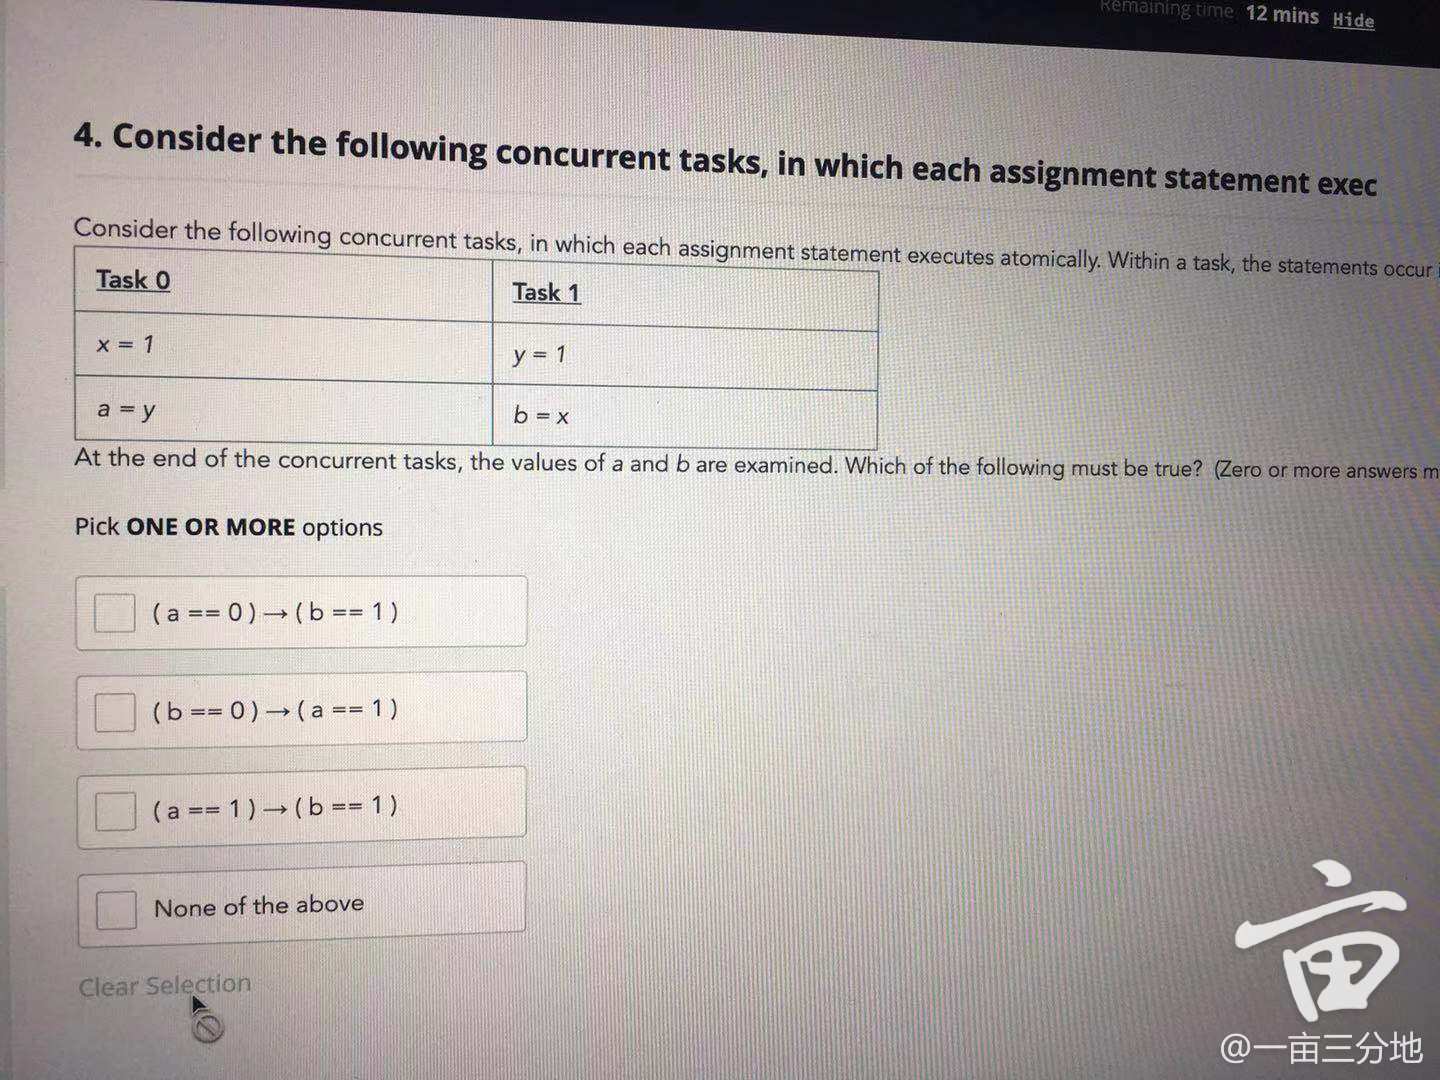 Remaining time 12 mins Hide
4. Consider the following concurrent tasks, in which each assignment statement exec
Consider the following concurrent tasks, in which each assignment statement executes atomically. Within a task, the statements occur
Task 0 Task 1
x = 1 y = 1
a = y b = x
At the end of the concurrent tasks, the values of a and b are examined. Which of the following must be true? (Zero or more answers m
Pick ONE OR MORE options
( a == 0 ) → ( b == 1 )
( b == 0 ) → ( a == 1 )
( a == 1 ) → ( b == 1 )
None of the above
Clear Selection
亩
@一亩三分地